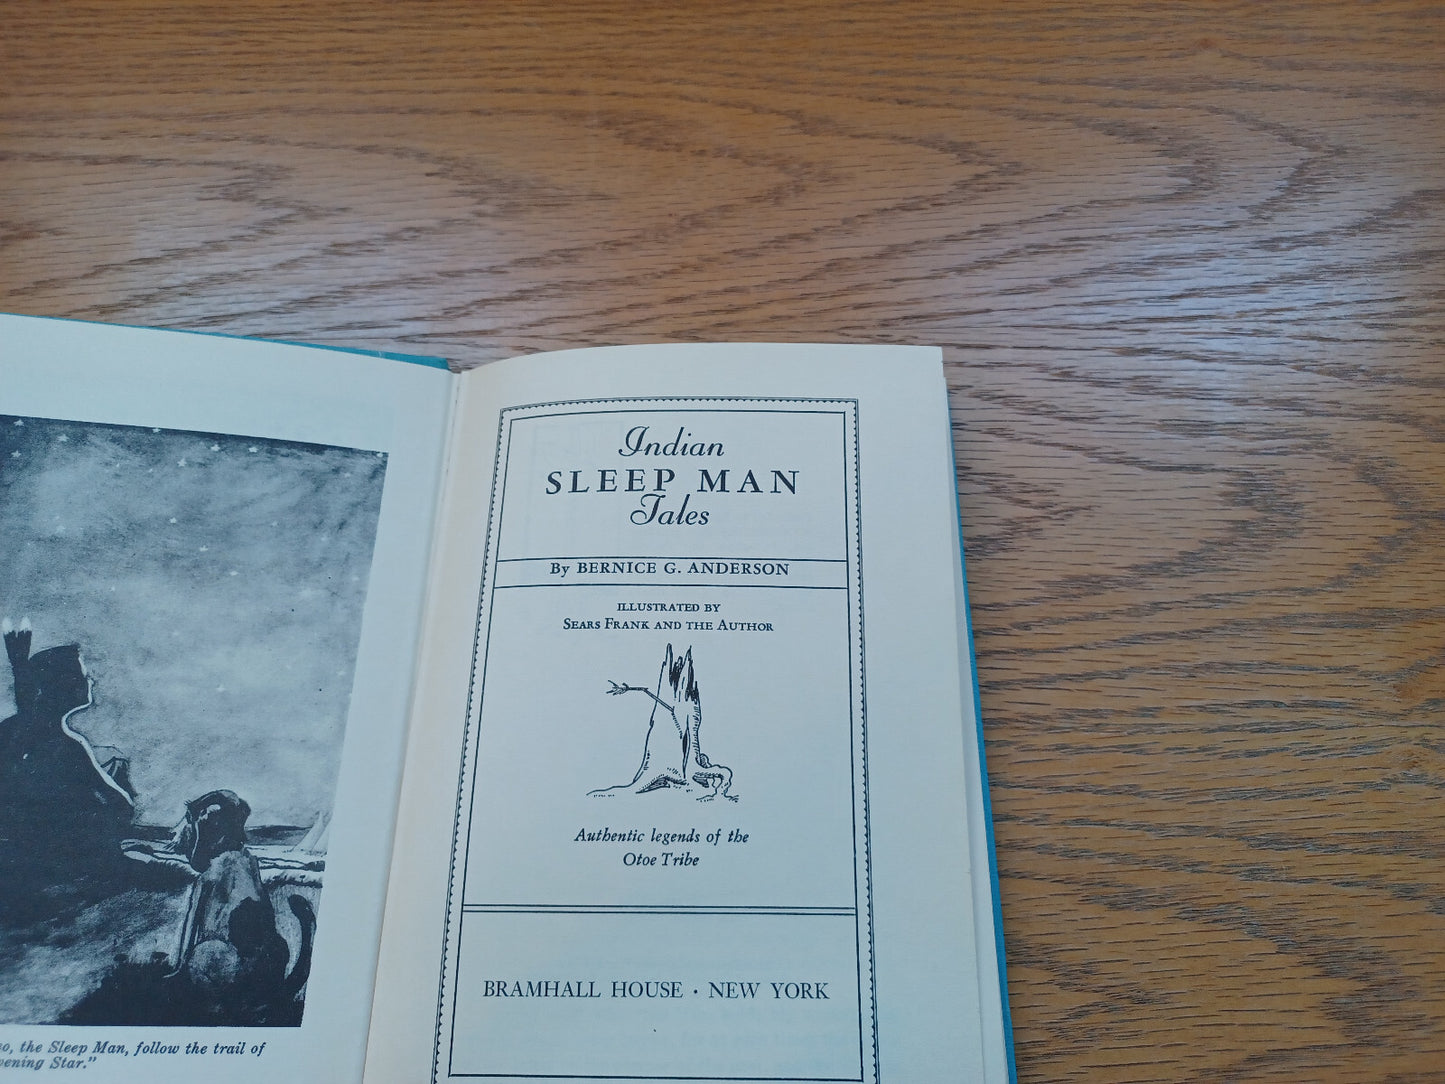 Indian
SLEEP MAN
Tales
By BERNICE G. ANDERSON
ILLUSTRATED BY
SEARS FRANK AND THE AUTHOR
Authentic legends of the
Otoe Tribe
BRAMHALL HOUSE · NEW YORK
the Sleep Man, follow the trail of
Star."